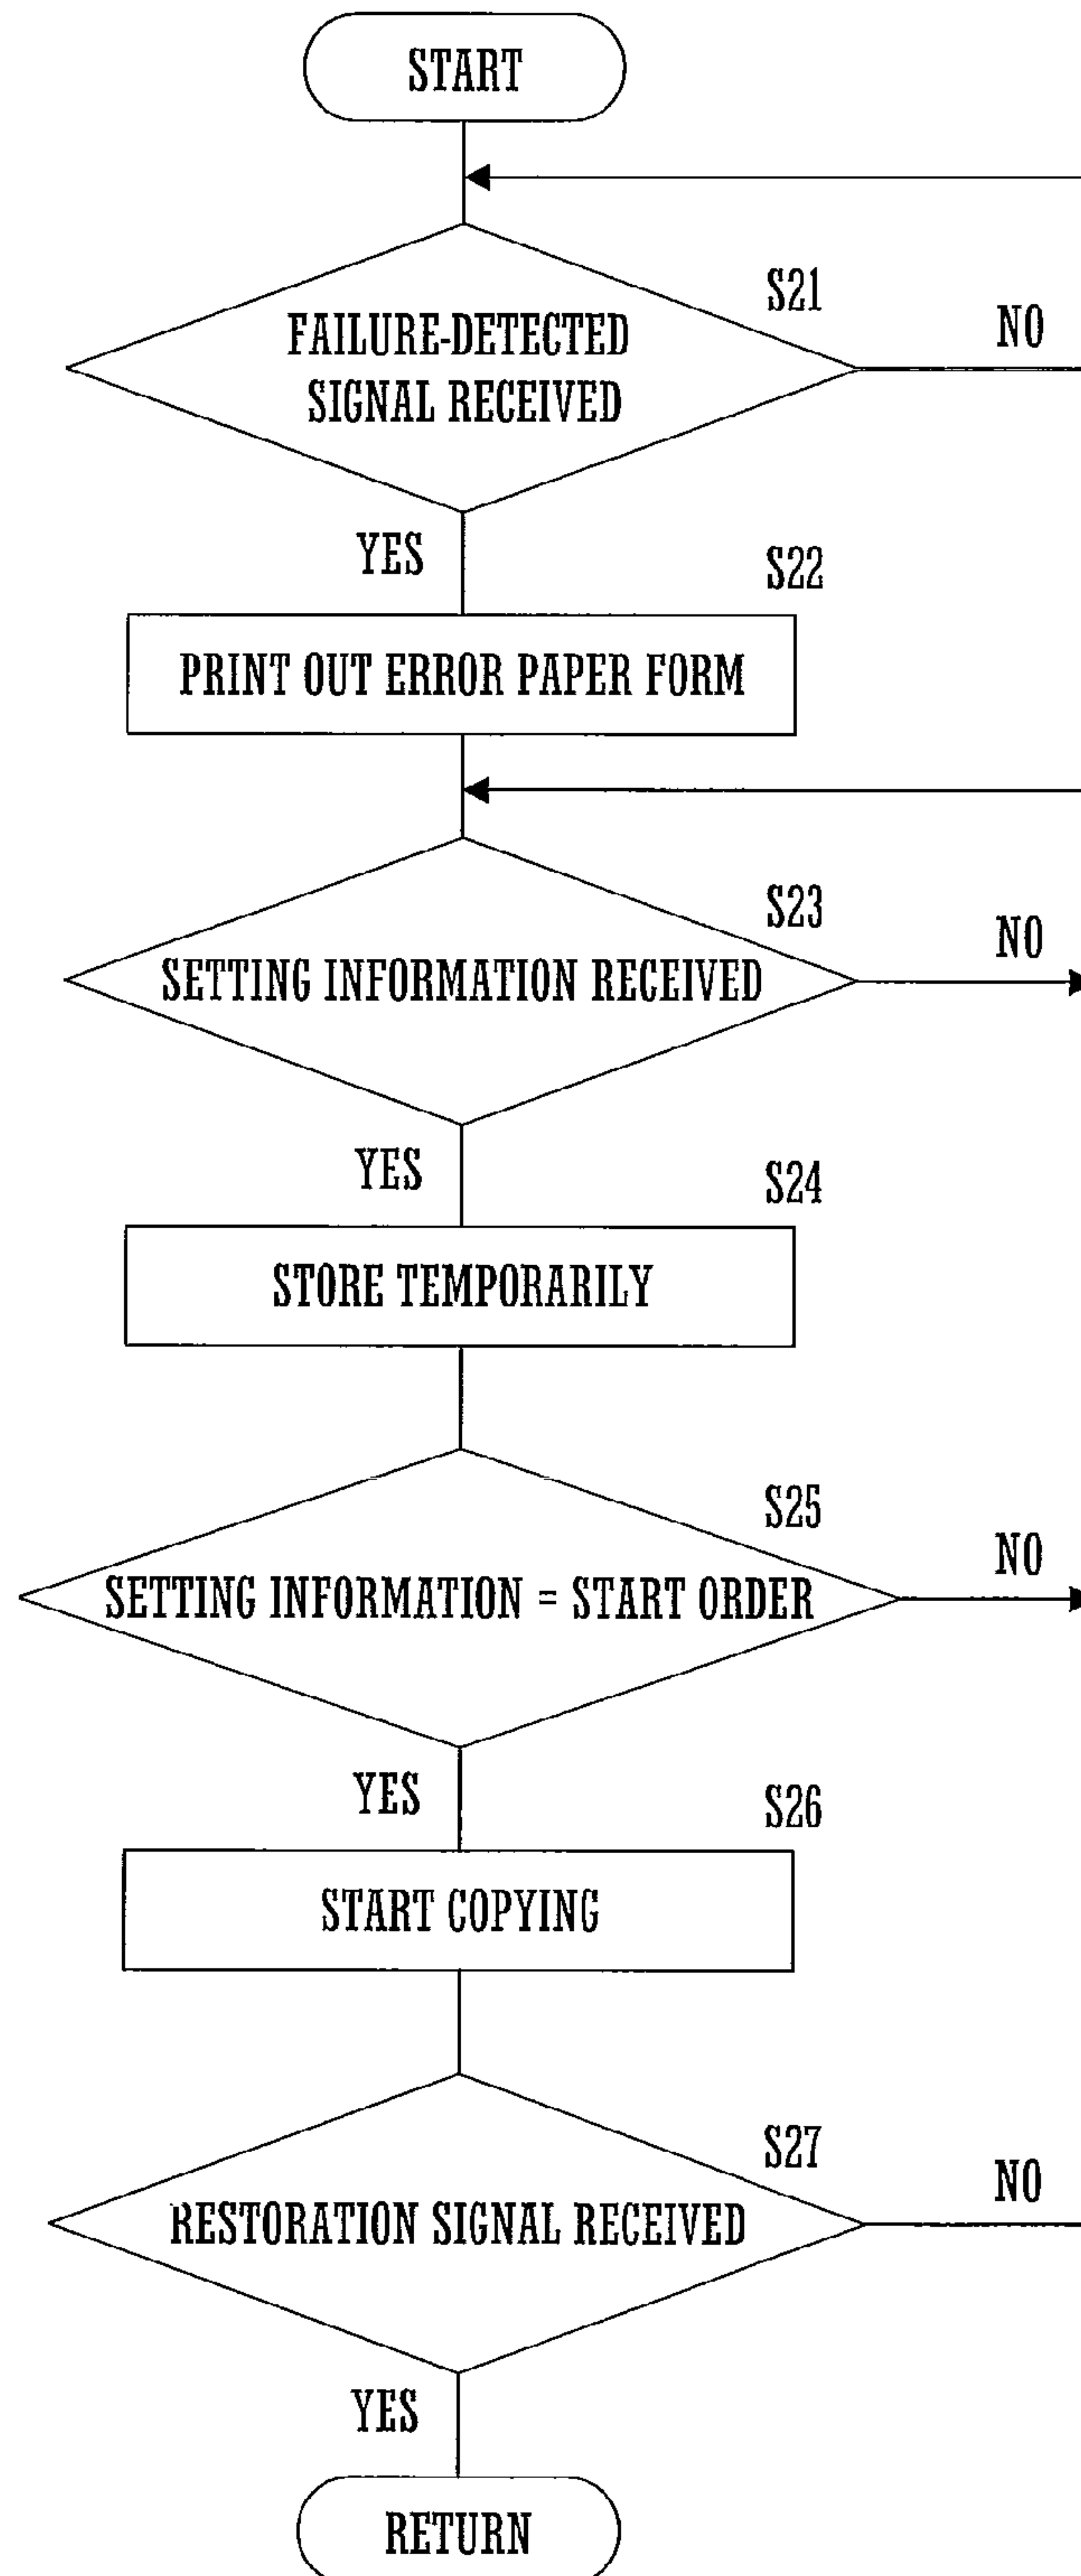 START
S21
NO
FAILURE-DETECTED
SIGNAL RECEIVED
YES
S22
PRINT OUT ERROR PAPER FORM
S23
NO
SETTING INFORMATION RECEIVED
YES
S24
STORE TEMPORARILY
S25
NO
SETTING INFORMATION = START ORDER
YES
S26
START COPYING
S27
NO
RESTORATION SIGNAL RECEIVED
YES
RETURN